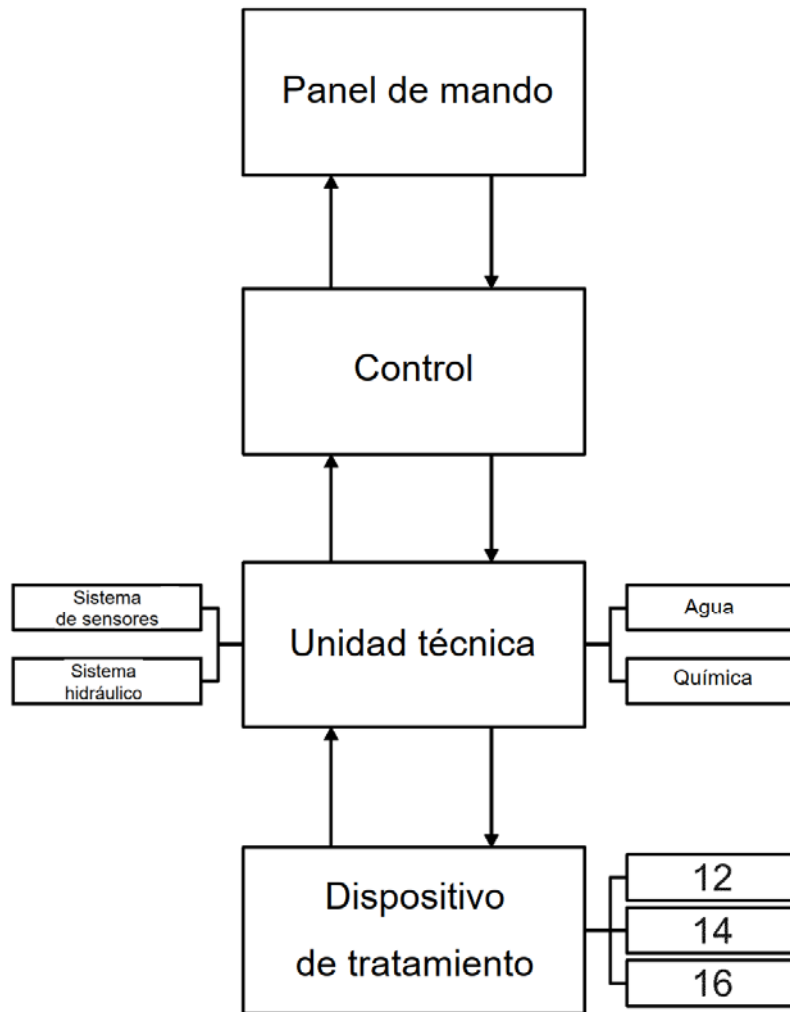 Panel de mando
Control
Sistema
de sensores
Sistema
hidráulico
Unidad técnica
Agua
Química
Dispositivo
de tratamiento
12
14
16